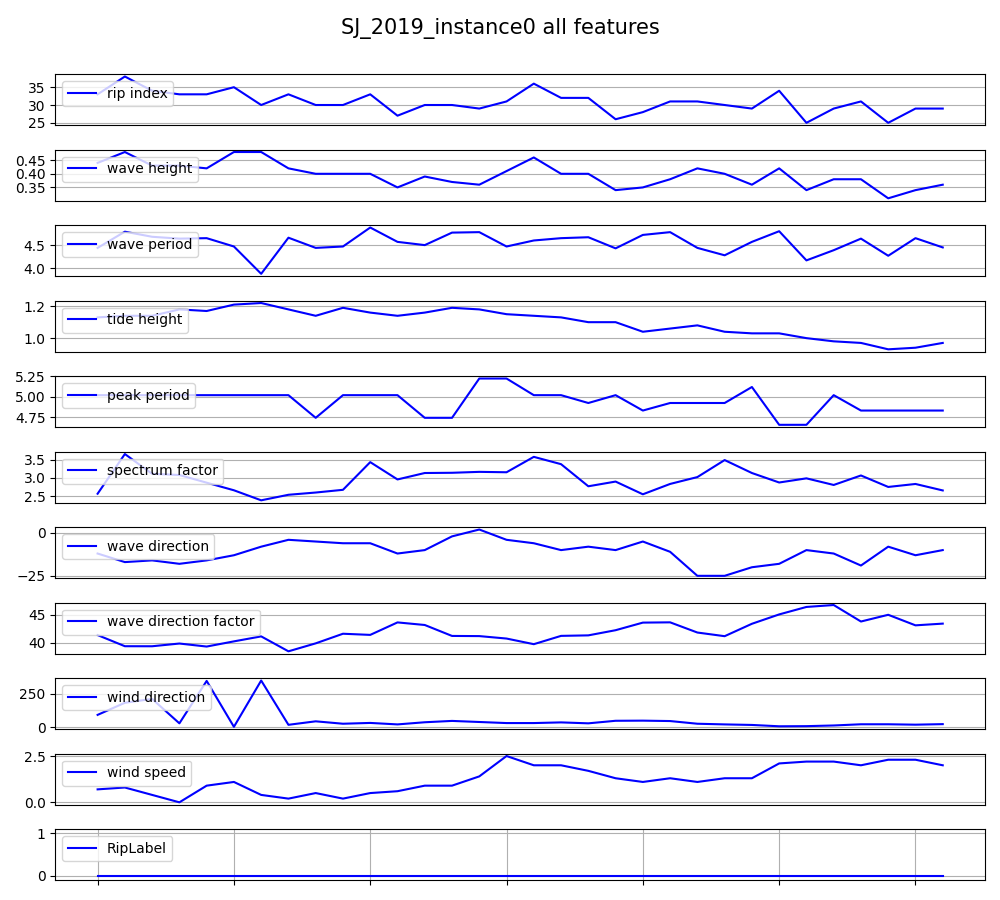 SJ_2019_instance0 all features
35
30
25
rip index
0.45
0.40
0.35
wave height
4.5
4.0
wave period
1.2
1.0
tide height
5.25
5.00
4.75
peak period
3.5
3.0
2.5
spectrum factor
0
−25
wave direction
45
40
wave direction factor
250
0
wind direction
2.5
0.0
wind speed
1
0
RipLabel